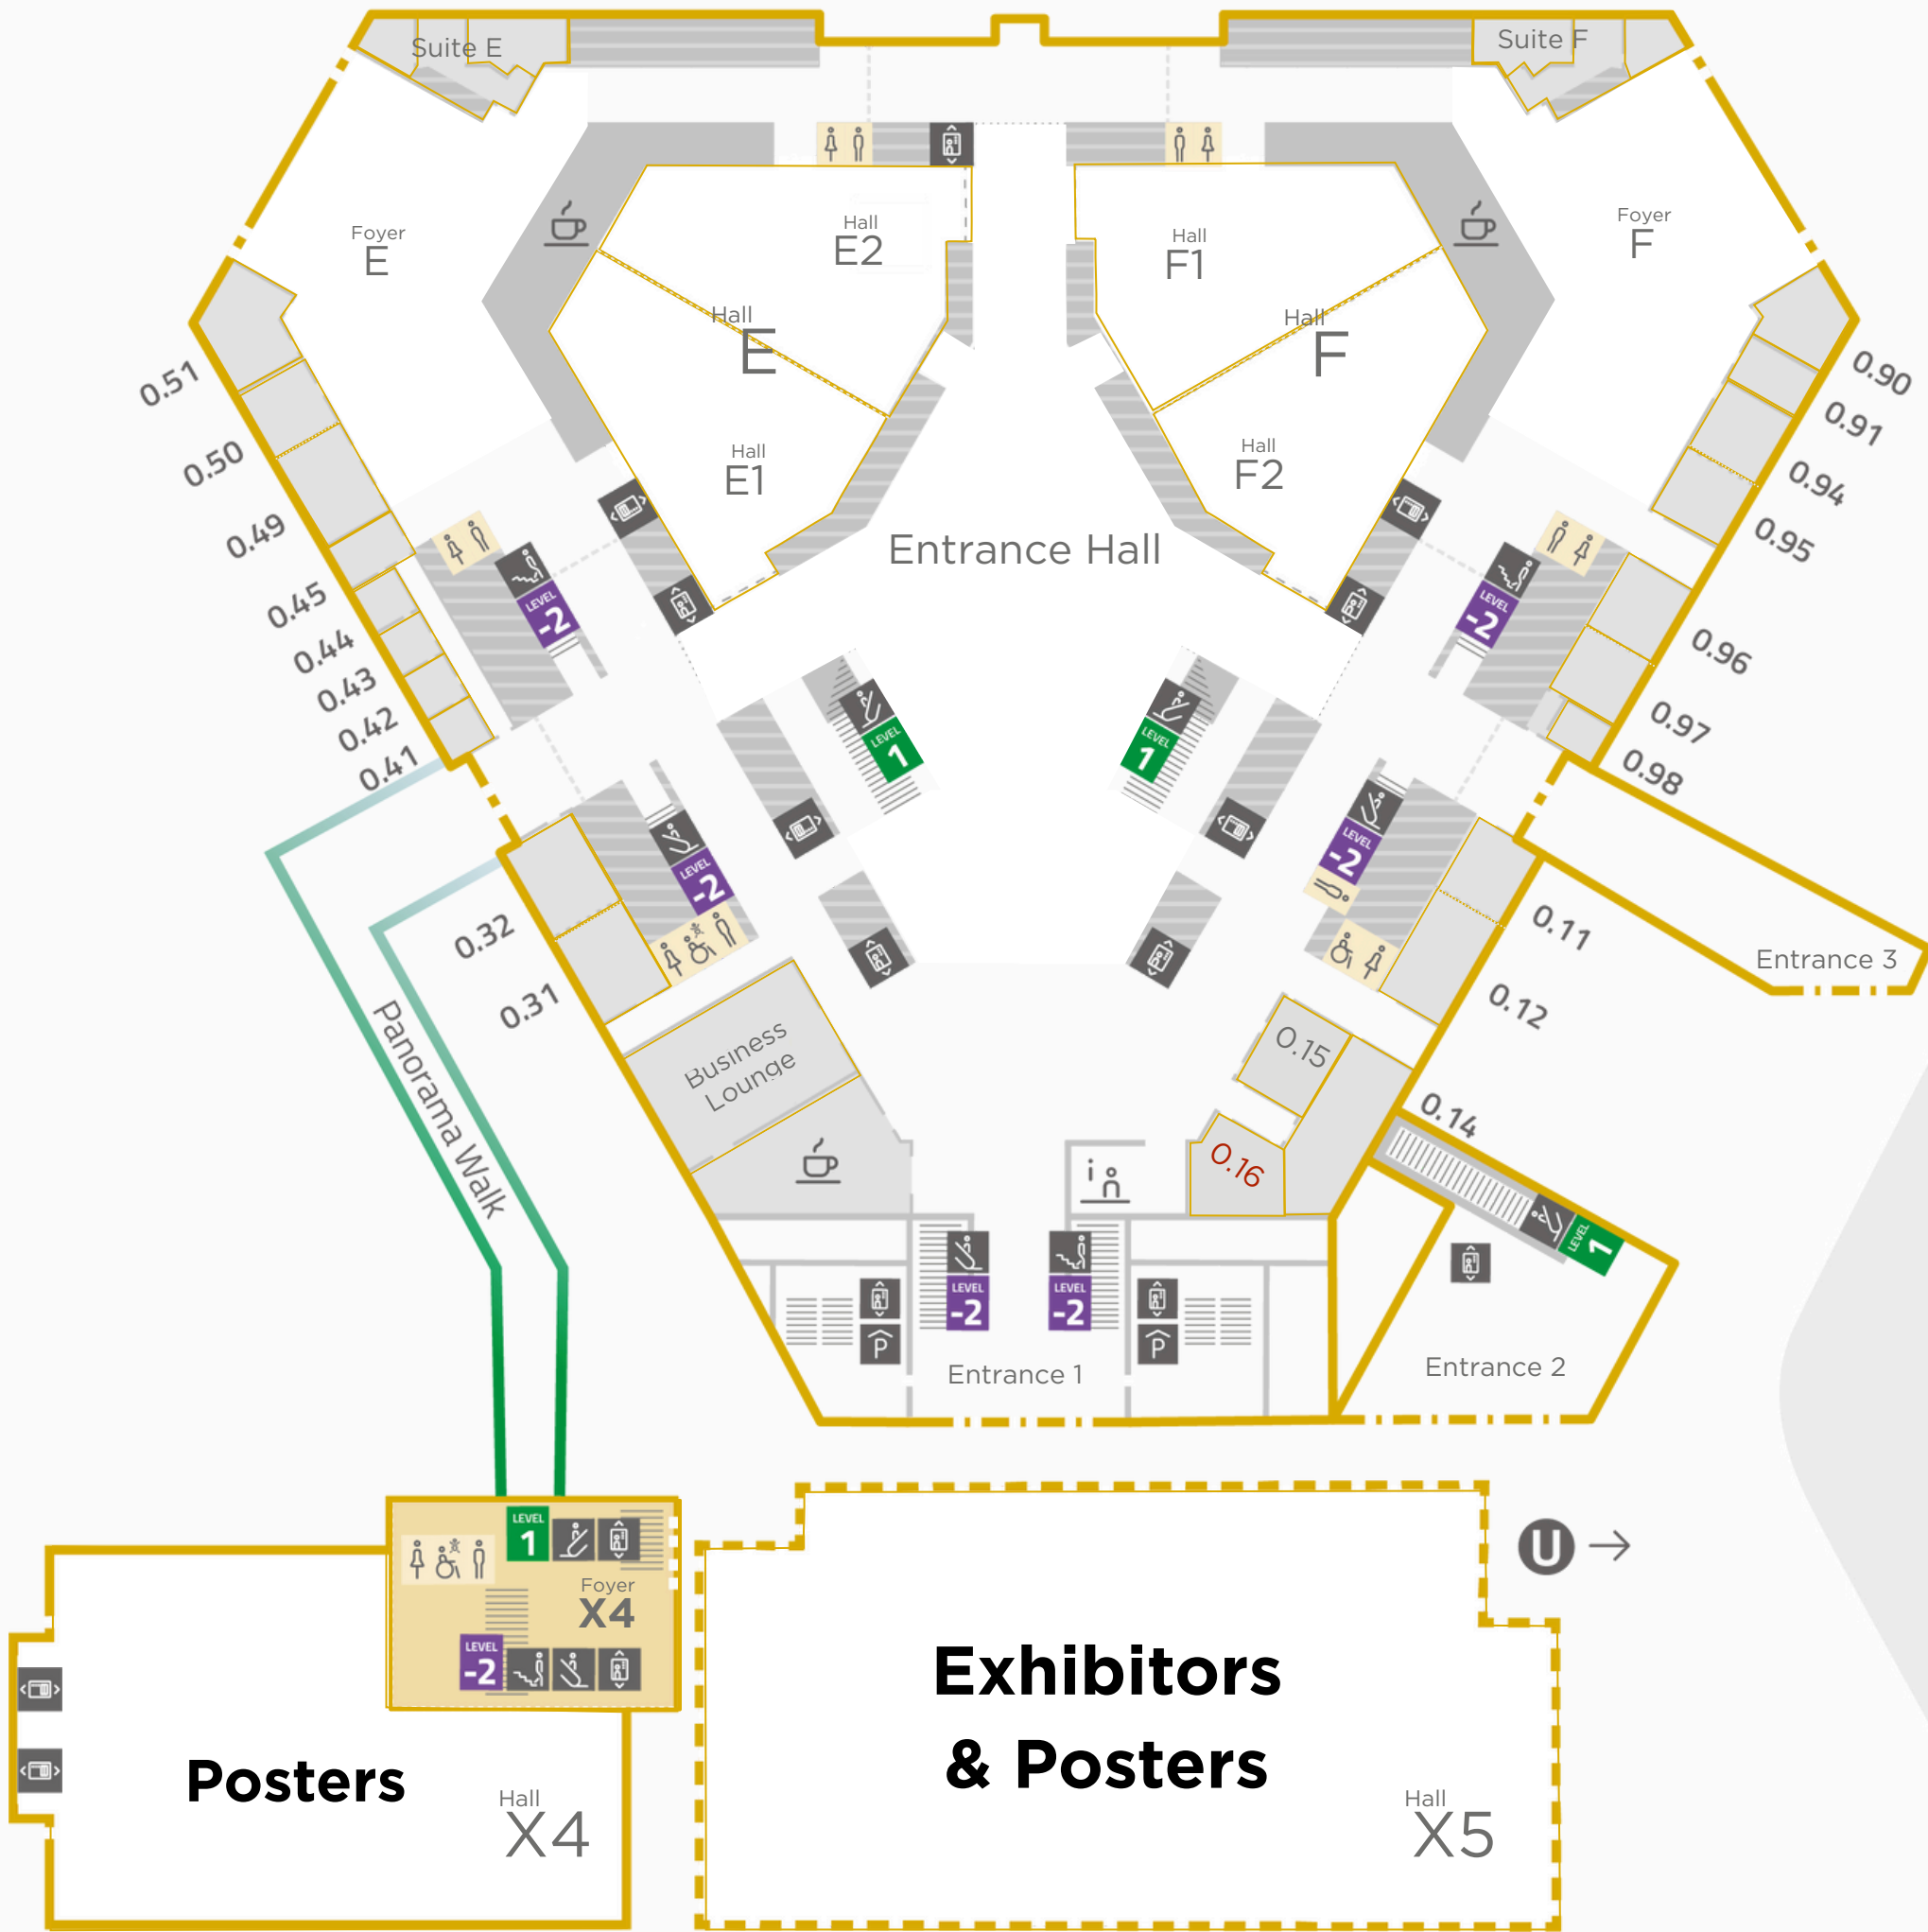 Suite E
Suite F
Foyer
E
Hall
E2
Hall
F1
Foyer
F
Hall
E
Hall
F
Hall
E1
Hall
F2
Entrance Hall
0.51
0.50
0.49
0.45
0.44
0.43
0.42
0.41
0.90
0.91
0.94
0.95
0.96
0.97
0.98
LEVEL
-2
LEVEL
-2
LEVEL
1
LEVEL
1
LEVEL
-2
LEVEL
-2
0.32
0.31
0.11
0.12
Entrance 3
Panorama Walk
Business
Lounge
0.15
0.14
0.16
i
LEVEL
1
LEVEL
-2
LEVEL
-2
P
P
Entrance 1
Entrance 2
LEVEL
1
Foyer
X4
LEVEL
-2
U
Posters
Hall
X4
Exhibitors
& Posters
Hall
X5